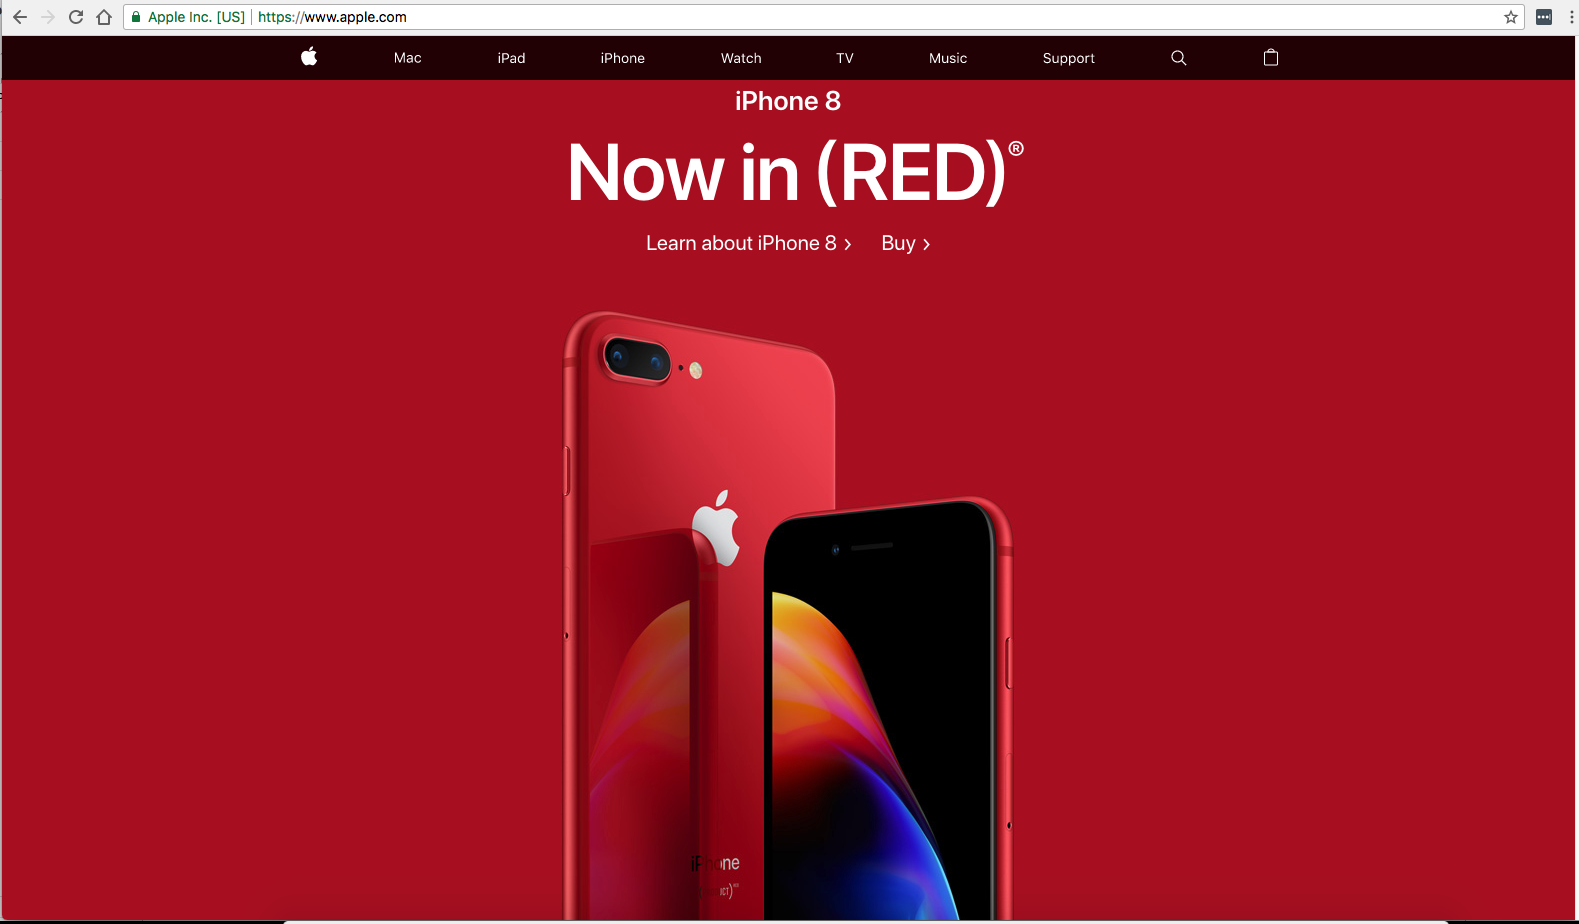 Apple Inc. [US] https://www.apple.com
Mac iPad iPhone Watch TV Music Support
iPhone 8
Now in (RED)®
Learn about iPhone 8 › Buy ›
iPhone